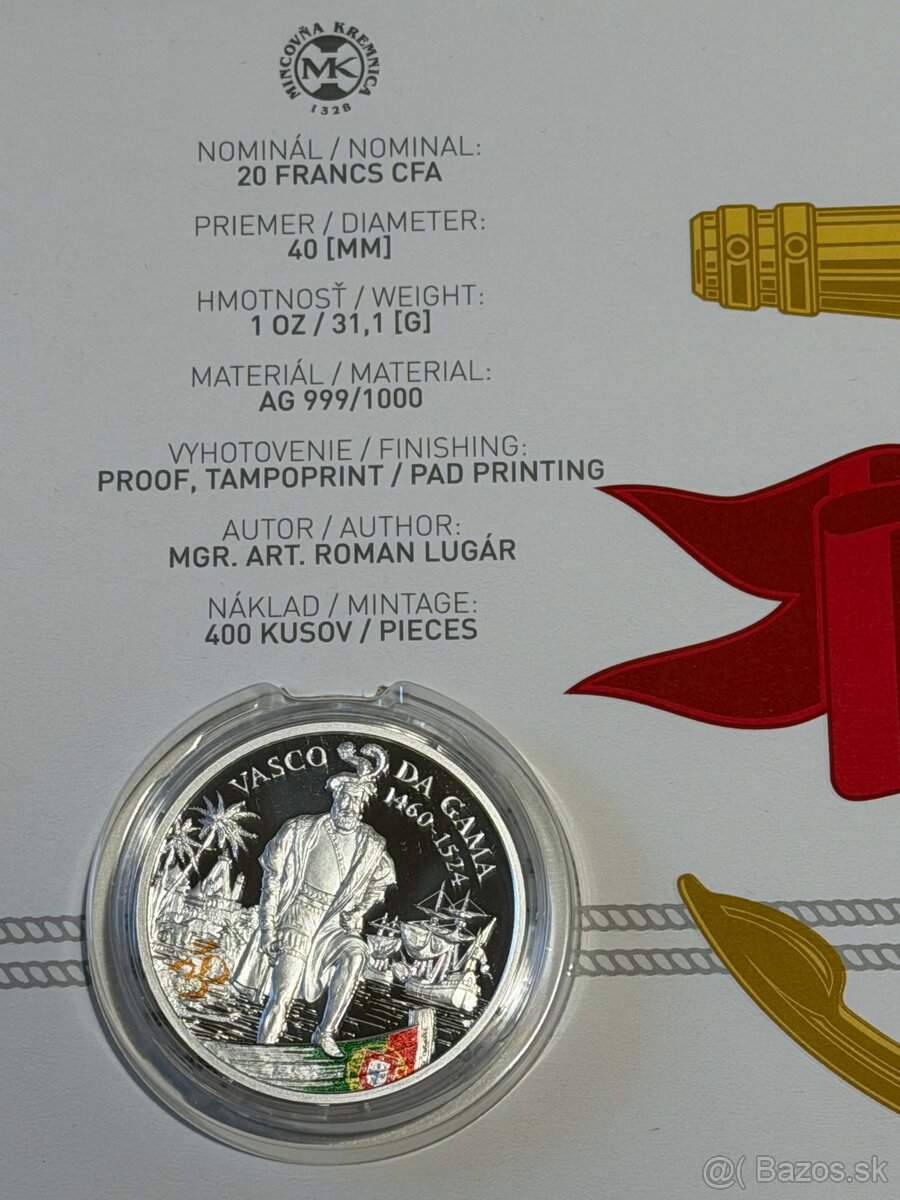 MINCOVŇA KREMNICA
MK
1328
NOMINÁL / NOMINAL:
20 FRANCS CFA
PRIEMER / DIAMETER:
40 [MM]
HMOTNOSŤ / WEIGHT:
1 OZ / 31,1 [G]
MATERIÁL / MATERIAL:
AG 999/1000
VYHOTOVENIE / FINISHING:
PROOF, TAMPOPRINT / PAD PRINTING
AUTOR / AUTHOR:
MGR. ART. ROMAN LUGÁR
NÁKLAD / MINTAGE:
400 KUSOV / PIECES
VASCO DA GAMA
1460-1524
@( Bazos.sk